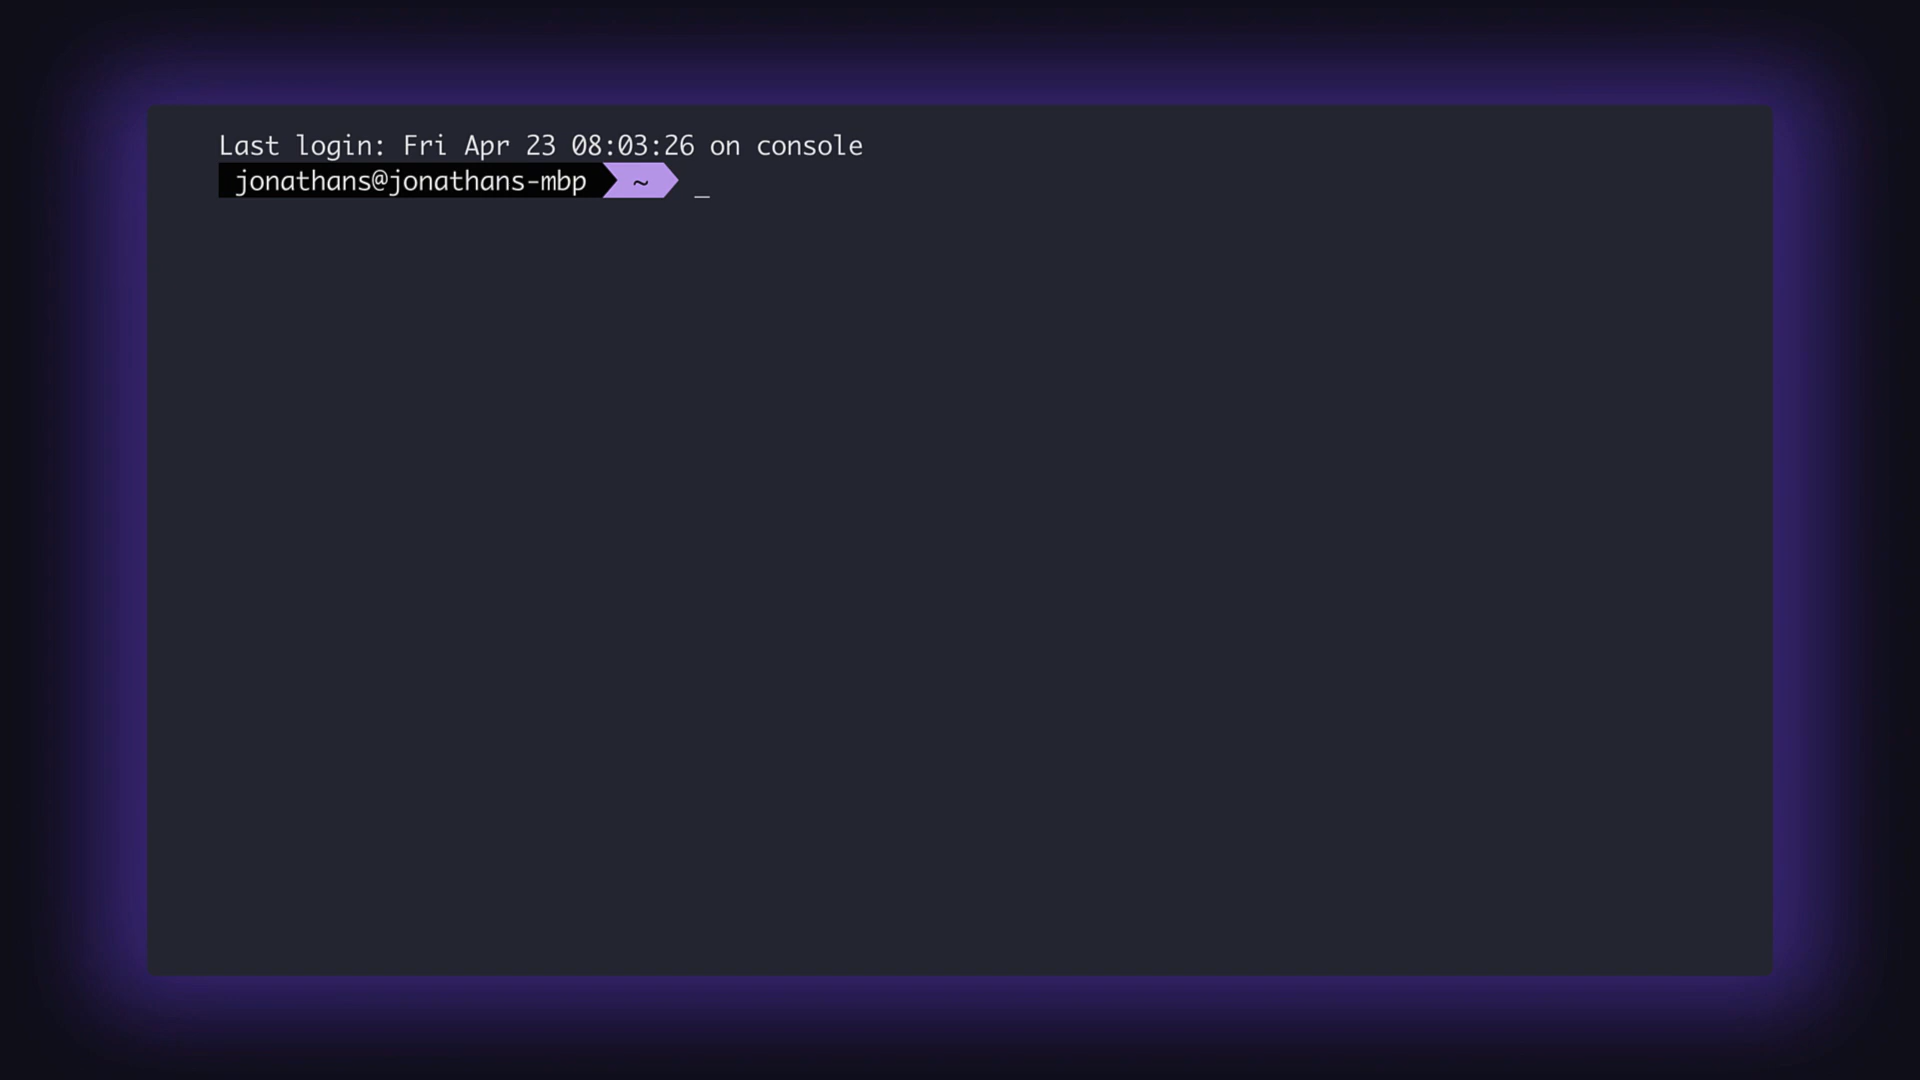 Last login: Fri Apr 23 08:03:26 on console
jonathans@jonathans-mbp ~ _